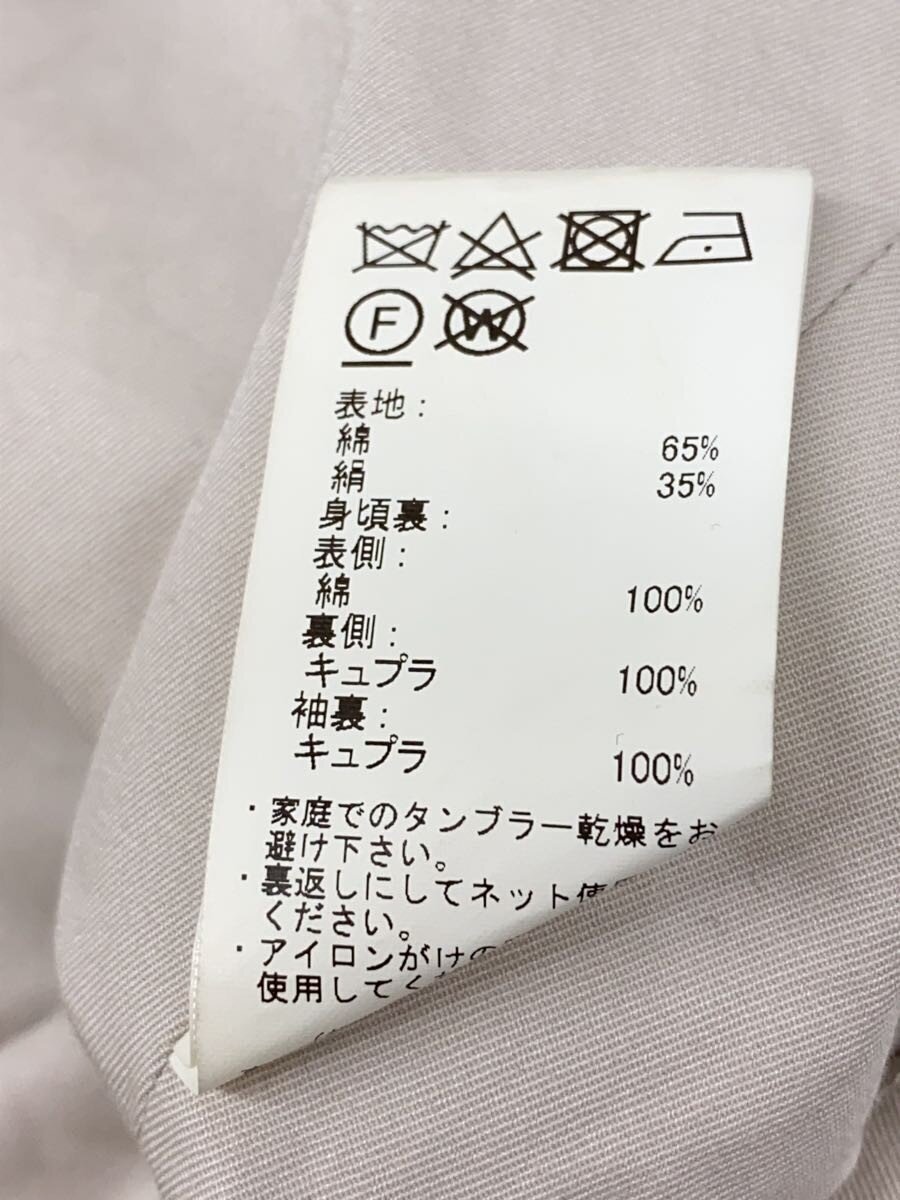 F W
表地:
綿 65%
絹 35%
身頃裏:
表側:
綿 100%
裏側:
キュプラ 100%
袖裏:
キュプラ 100%
・家庭でのタンブラー乾燥をお
避け下さい。
・裏返しにしてネット使
ください。
・アイロンがけの
使用して